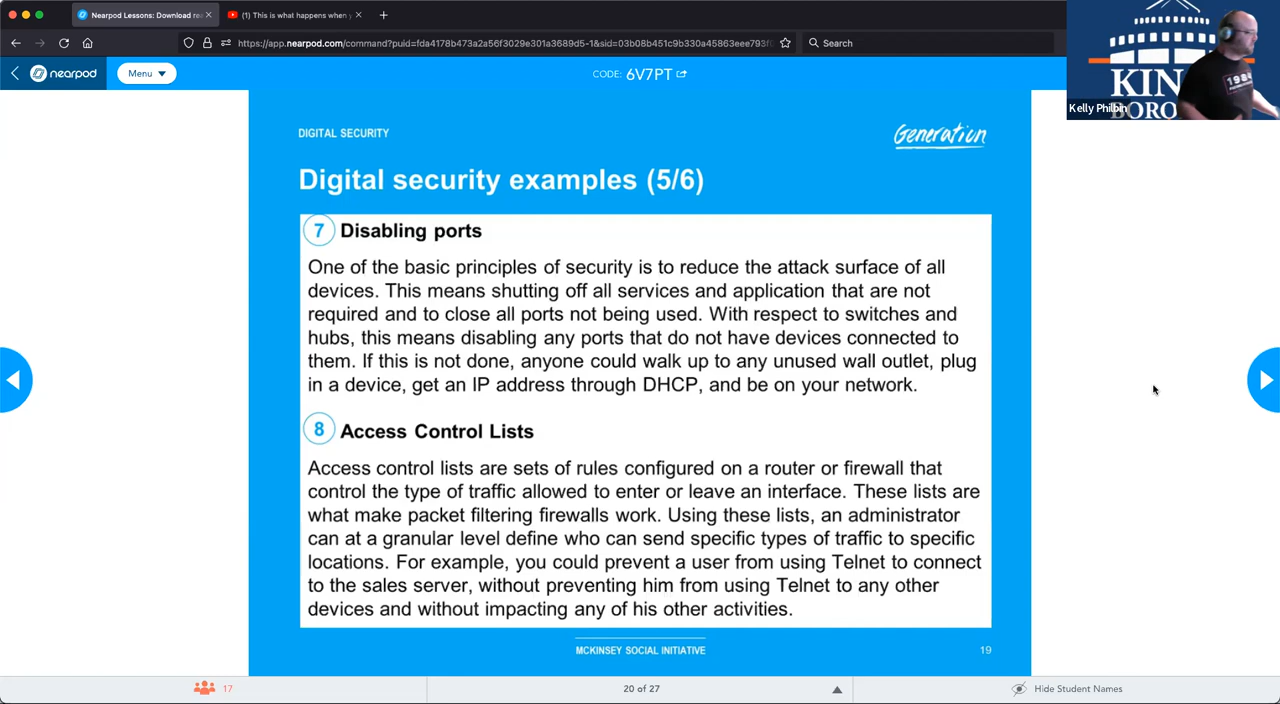 Nearpod Lessons: Download rea
(1) This is what happens when y
https://app.nearpod.com/command?puid=fda4178b473a2a56f3029e301a3689d5-1&sid=03b08b451c9b330a45863eee793f
Search
nearpod
Menu
CODE: 6V7PT
KIN
BORO
1984
Kelly Philbin
DIGITAL SECURITY
Generation
Digital security examples (5/6)
7 Disabling ports
One of the basic principles of security is to reduce the attack surface of all
devices. This means shutting off all services and application that are not
required and to close all ports not being used. With respect to switches and
hubs, this means disabling any ports that do not have devices connected to
them. If this is not done, anyone could walk up to any unused wall outlet, plug
in a device, get an IP address through DHCP, and be on your network.
8 Access Control Lists
Access control lists are sets of rules configured on a router or firewall that
control the type of traffic allowed to enter or leave an interface. These lists are
what make packet filtering firewalls work. Using these lists, an administrator
can at a granular level define who can send specific types of traffic to specific
locations. For example, you could prevent a user from using Telnet to connect
to the sales server, without preventing him from using Telnet to any other
devices and without impacting any of his other activities.
MCKINSEY SOCIAL INITIATIVE
19
17
20 of 27
Hide Student Names